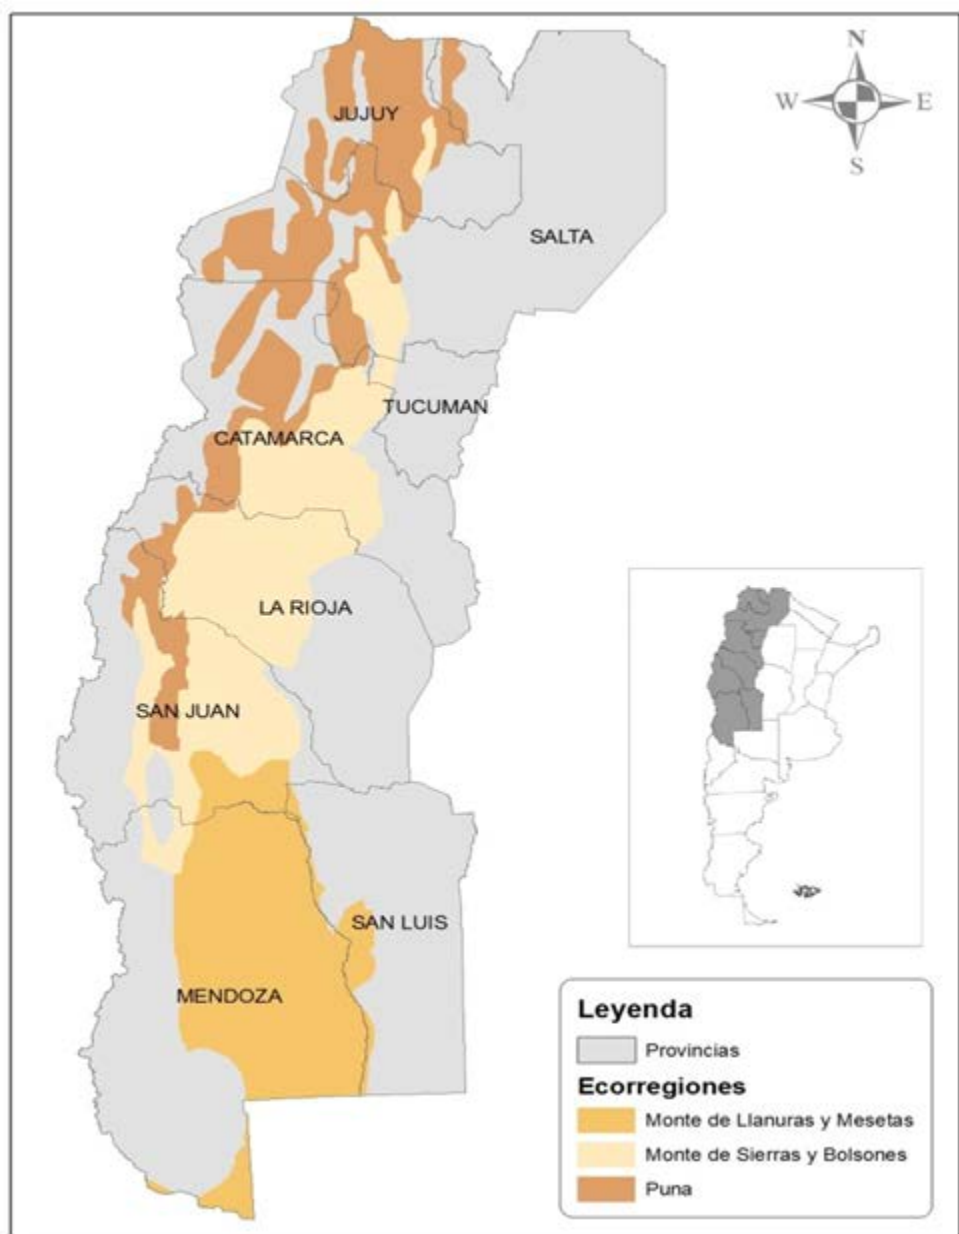 N
W E
S
JUJUY
SALTA
TUCUMAN
CATAMARCA
LA RIOJA
SAN JUAN
SAN LUIS
MENDOZA
Leyenda
Provincias
Ecorregiones
Monte de Llanuras y Mesetas
Monte de Sierras y Bolsones
Puna